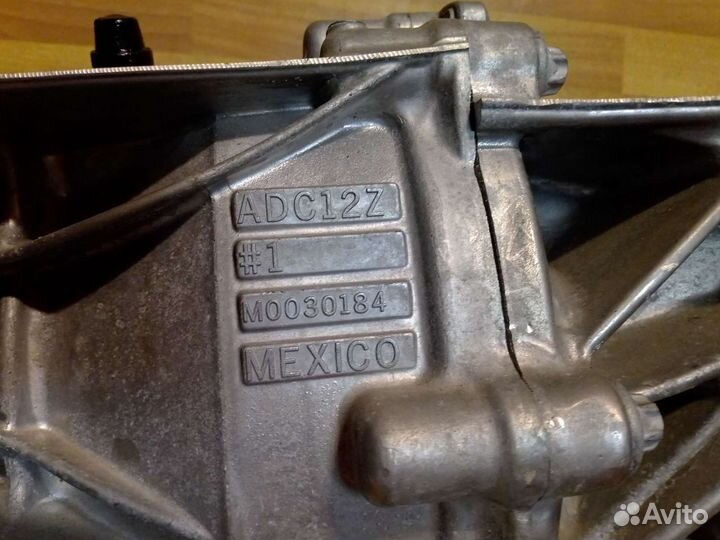 ADC12Z
#1
M0030184
MEXICO
Avito